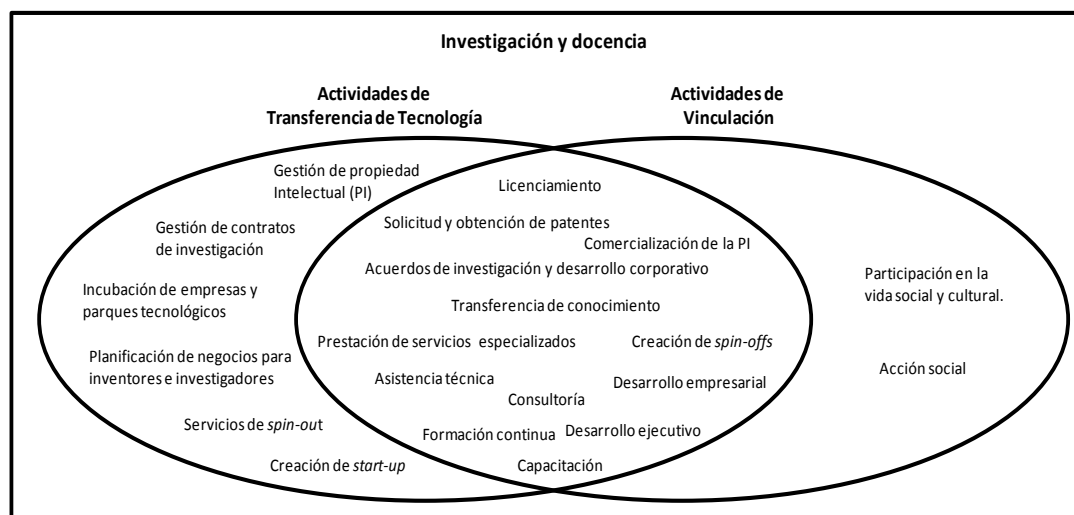 Investigación y docencia
Actividades de
Transferencia de Tecnología
Actividades de
Vinculación
Gestión de propiedad
Intelectual (PI)
Gestión de contratos
de investigación
Incubación de empresas y
parques tecnológicos
Planificación de negocios para
inventores e investigadores
Servicios de spin-out
Creación de start-up
Licenciamiento
Solicitud y obtención de patentes
Comercialización de la PI
Acuerdos de investigación y desarrollo corporativo
Transferencia de conocimiento
Prestación de servicios especializados
Creación de spin-offs
Asistencia técnica
Desarrollo empresarial
Consultoría
Formación continua
Desarrollo ejecutivo
Capacitación
Participación en la
vida social y cultural.
Acción social